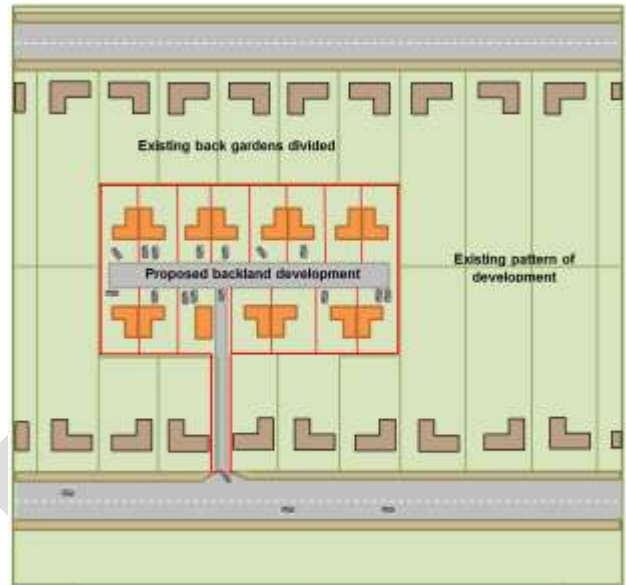 Existing back gardens divided
Proposed backland development
Existing pattern of
development